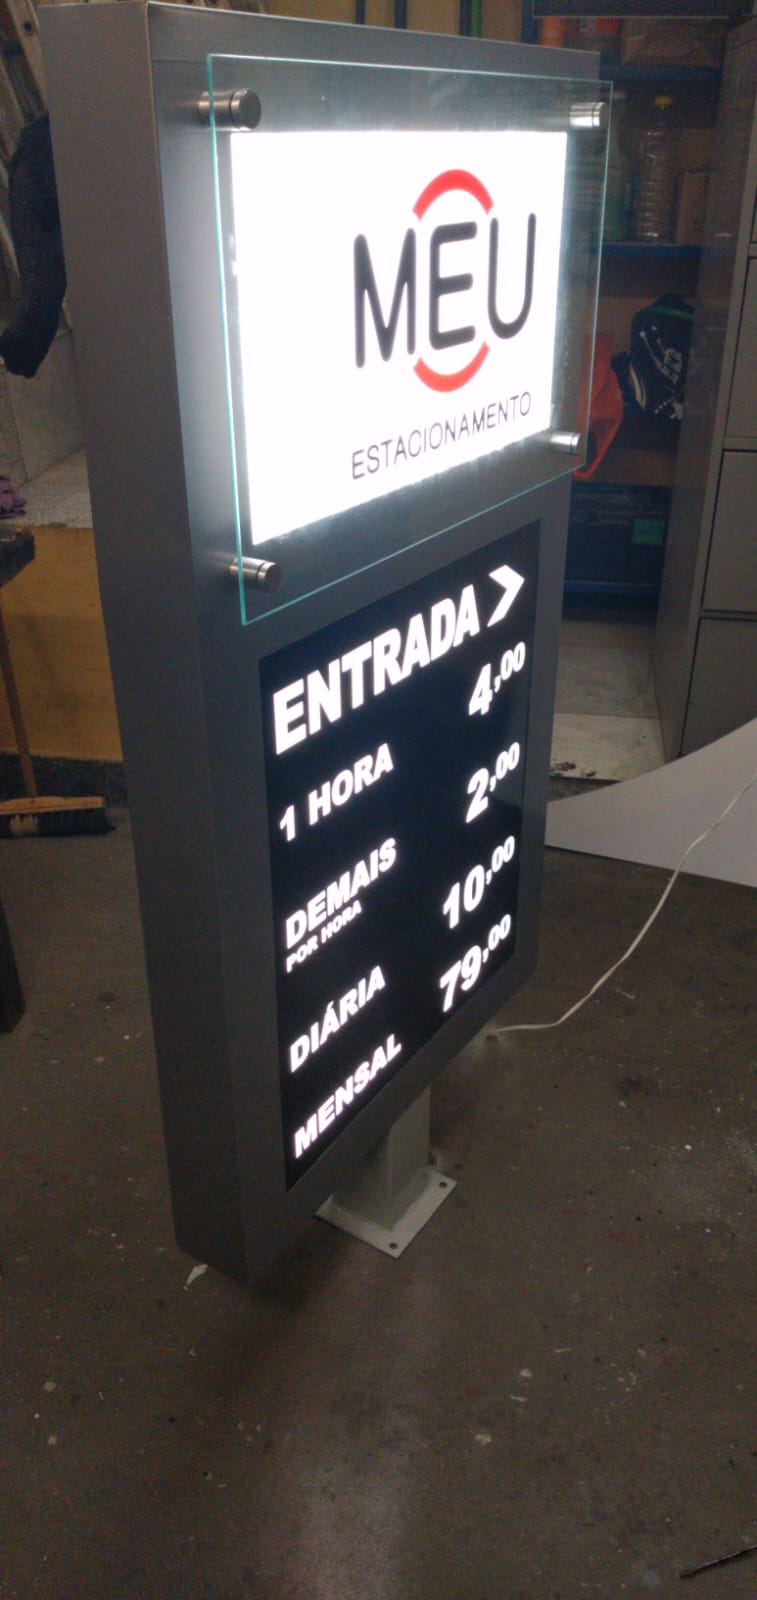 MEU
ESTACIONAMENTO
ENTRADA >
1 HORA 4,00
DEMAIS 2,00
POR HORA
DIÁRIA 10,00
MENSAL 79,00